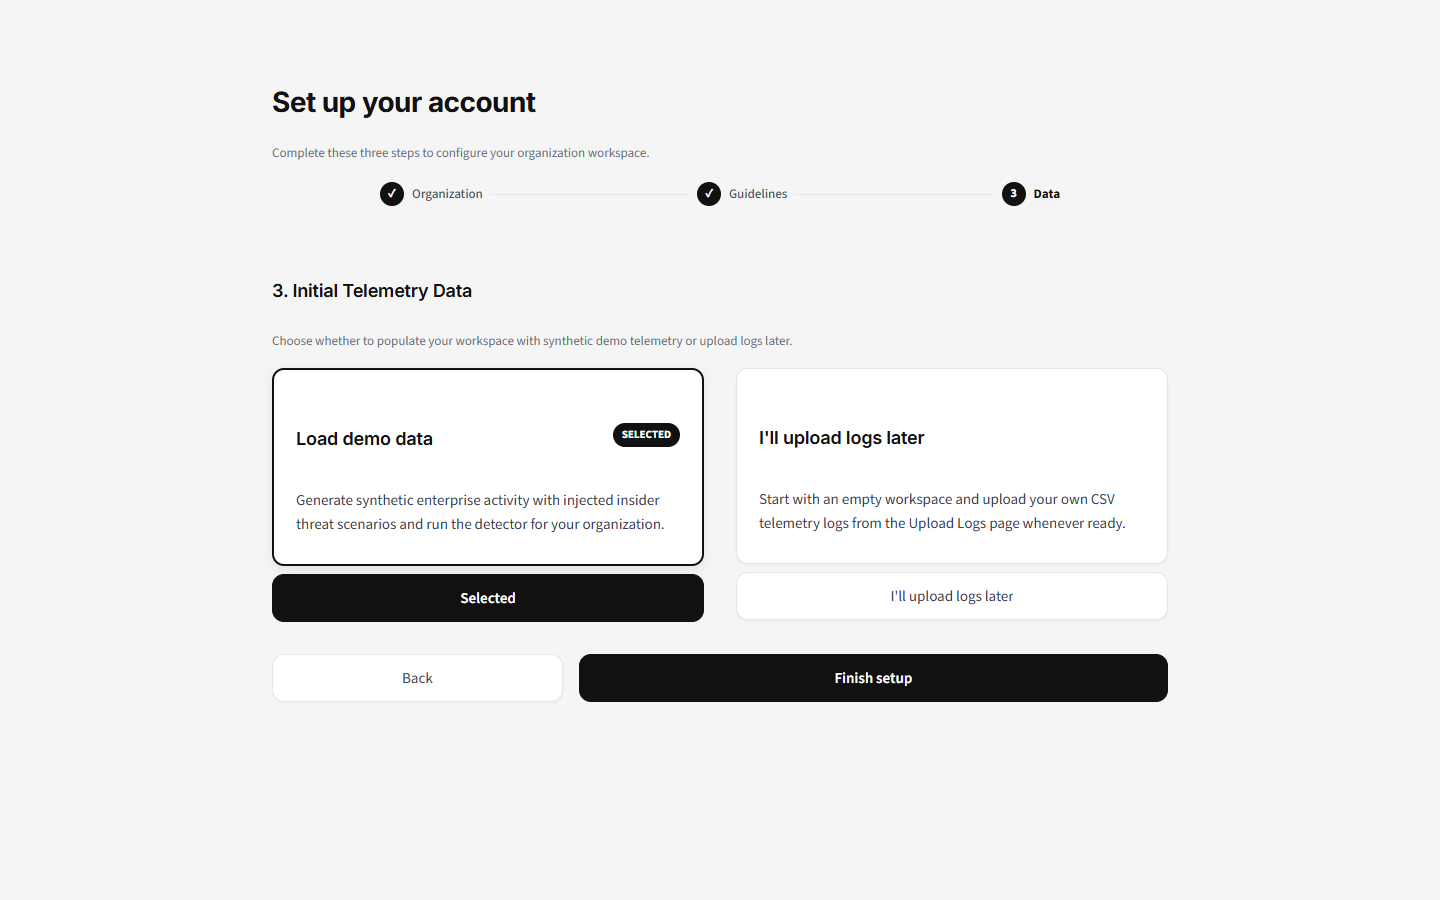 Set up your account
Complete these three steps to configure your organization workspace.
✓ Organization
✓ Guidelines
3 Data
3. Initial Telemetry Data
Choose whether to populate your workspace with synthetic demo telemetry or upload logs later.
Load demo data
SELECTED
Generate synthetic enterprise activity with injected insider
threat scenarios and run the detector for your organization.
Selected
I'll upload logs later
Start with an empty workspace and upload your own CSV
telemetry logs from the Upload Logs page whenever ready.
I'll upload logs later
Back
Finish setup